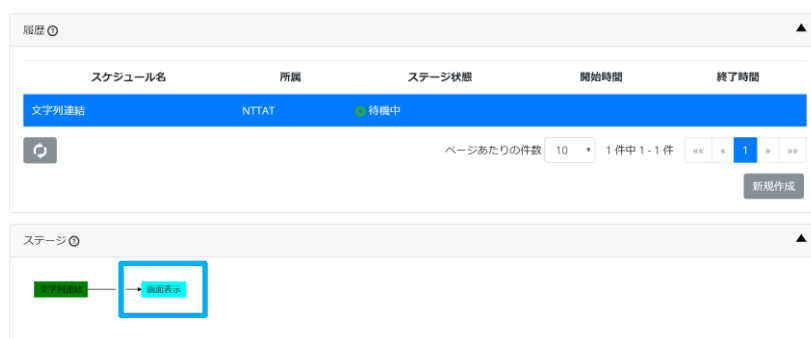 履歴
スケジュール名 所属 ステージ状態 開始時間 終了時間
文字列連結 NTTAT 待機中
ページあたりの件数 10 1 件中 1 - 1 件 «« « 1 » »»
新規作成
ステージ
文字列連結 画面表示